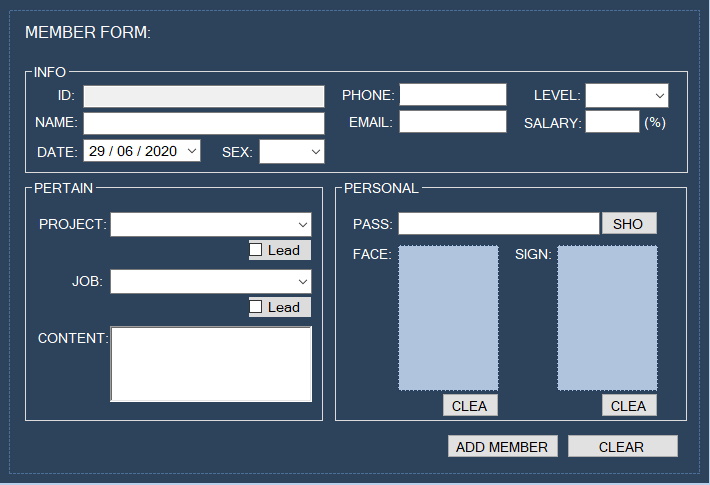 MEMBER FORM:
INFO
ID:
PHONE:
LEVEL:
NAME:
EMAIL:
SALARY:
(%)
DATE: 29 / 06 / 2020
SEX:
PERTAIN
PROJECT:
Lead
JOB:
Lead
CONTENT:
PERSONAL
PASS:
SHO
FACE:
SIGN:
CLEA
CLEA
ADD MEMBER
CLEAR